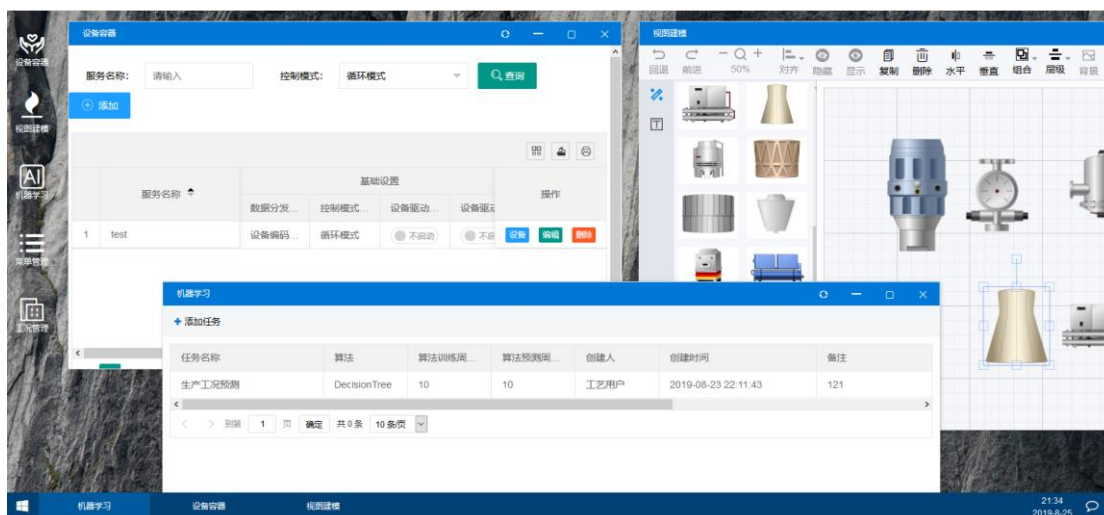 设备容器
视图建模
机器学习
菜单管理
工况管理
设备容器
服务名称： 请输入 控制模式： 循环模式 查询
添加
服务名称 基础设置 操作
数据分发... 控制模式... 设备驱动... 设备驱动
1 test 设备编码... 循环模式 不启动 不启 设备 编辑 删除
视图建模
回退 前进 50% 对齐 隐藏 显示 复制 删除 水平 垂直 组合 层级 背景
机器学习
添加任务
任务名称 算法 算法训练周... 算法预测周... 创建人 创建时间 备注
生产工况预测 DecisionTree 10 10 工艺用户 2019-08-23 22:11:43 121
到第 1 页 确定 共 0 条 10 条/页
机器学习 设备容器 视图建模
21:34
2019-8-25